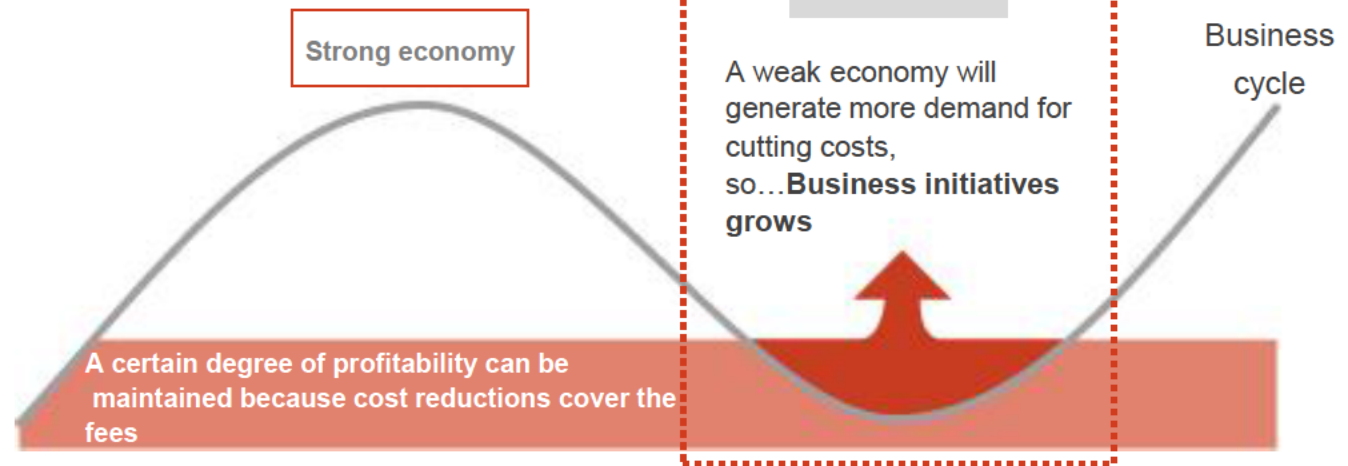 Strong economy
A weak economy will
generate more demand for
cutting costs,
so…Business initiatives
grows
Business
cycle
A certain degree of profitability can be
maintained because cost reductions cover the
fees